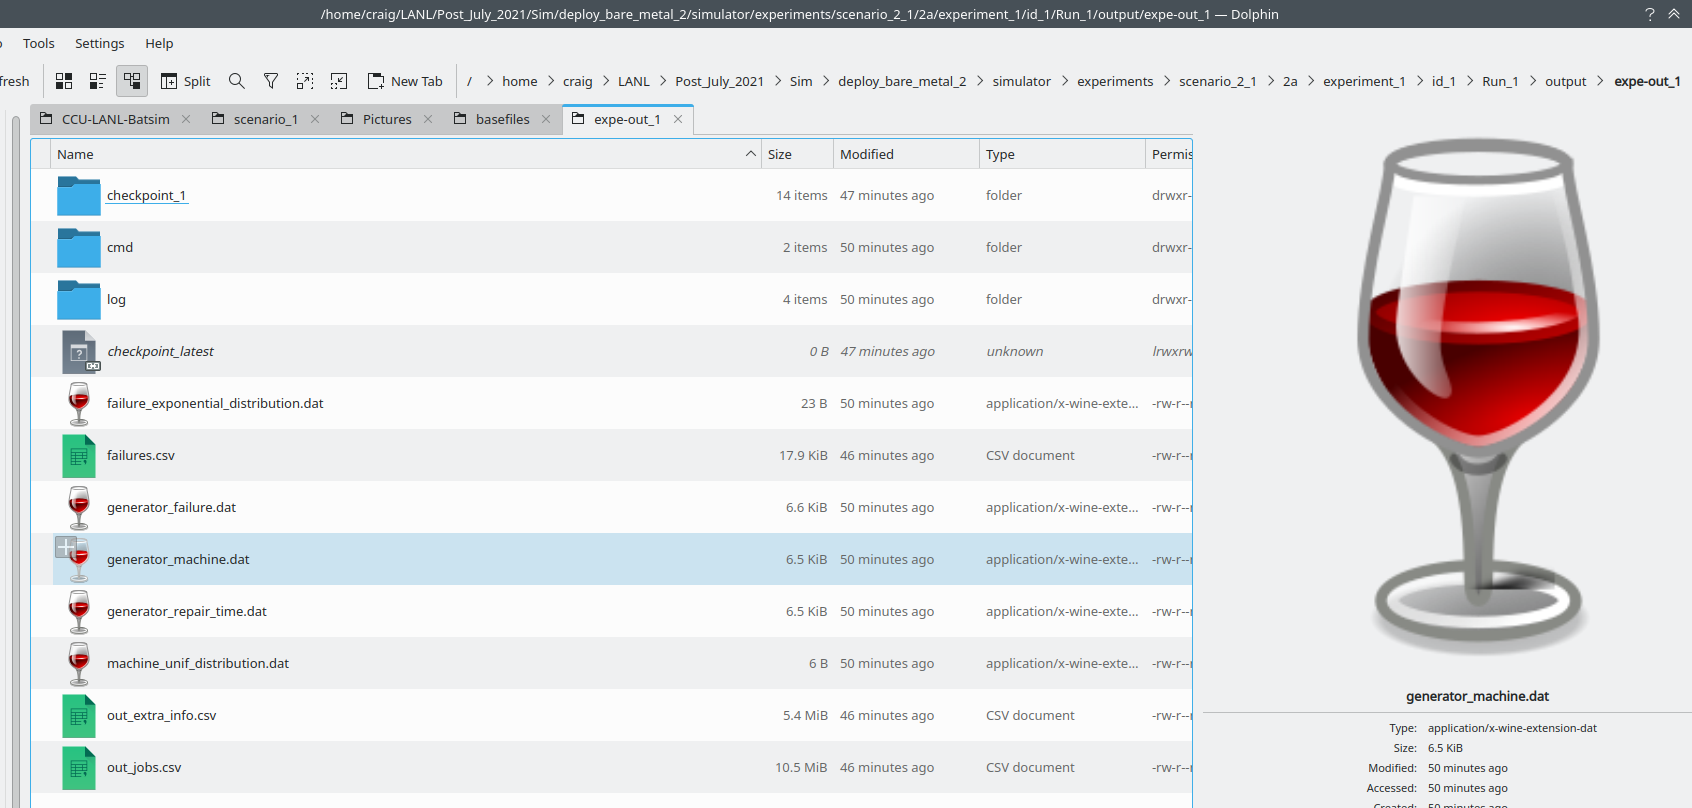 /home/craig/LANL/Post_July_2021/Sim/deploy_bare_metal_2/simulator/experiments/scenario_2_1/2a/experiment_1/id_1/Run_1/output/expe-out_1 — Dolphin
Tools Settings Help
fresh Split New Tab / > home > craig > LANL > Post_July_2021 > Sim > deploy_bare_metal_2 > simulator > experiments > scenario_2_1 > 2a > experiment_1 > id_1 > Run_1 > output > expe-out_1
CCU-LANL-Batsim scenario_1 Pictures basefiles expe-out_1
Name Size Modified Type Permis
checkpoint_1 14 items 47 minutes ago folder drwxr-
cmd 2 items 50 minutes ago folder drwxr-
log 4 items 50 minutes ago folder drwxr-
checkpoint_latest 0 B 47 minutes ago unknown lrwxrw
failure_exponential_distribution.dat 23 B 50 minutes ago application/x-wine-exte... -rw-r--r
failures.csv 17.9 KiB 46 minutes ago CSV document -rw-r--r
generator_failure.dat 6.6 KiB 50 minutes ago application/x-wine-exte... -rw-r--r
generator_machine.dat 6.5 KiB 50 minutes ago application/x-wine-exte... -rw-r--r
generator_repair_time.dat 6.5 KiB 50 minutes ago application/x-wine-exte... -rw-r--r
machine_unif_distribution.dat 6 B 50 minutes ago application/x-wine-exte... -rw-r--r
out_extra_info.csv 5.4 MiB 46 minutes ago CSV document -rw-r--r
out_jobs.csv 10.5 MiB 46 minutes ago CSV document -rw-r--r
generator_machine.dat
Type: application/x-wine-extension-dat
Size: 6.5 KiB
Modified: 50 minutes ago
Accessed: 50 minutes ago
Created: 50 minutes ago